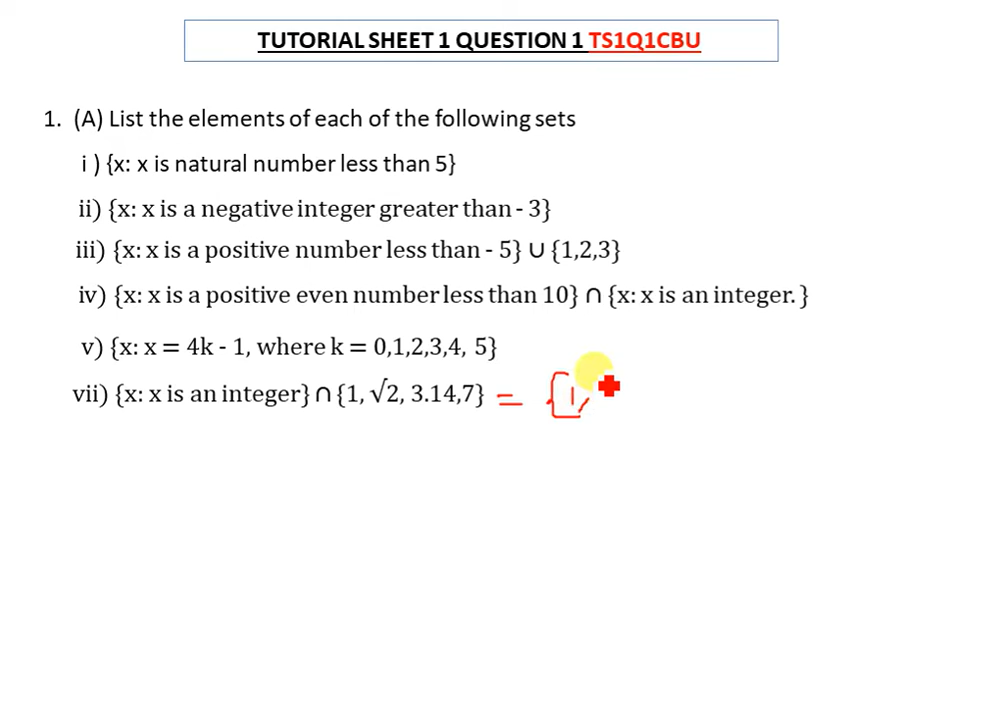 TUTORIAL SHEET 1 QUESTION 1 TS1Q1CBU
1. (A) List the elements of each of the following sets
i ) {x: x is natural number less than 5}
ii) {x: x is a negative integer greater than - 3}
iii) {x: x is a positive number less than - 5} ∪ {1,2,3}
iv) {x: x is a positive even number less than 10} ∩ {x: x is an integer. }
v) {x: x = 4k - 1, where k = 0,1,2,3,4, 5}
vii) {x: x is an integer} ∩ {1, √2, 3.14,7} = {1,